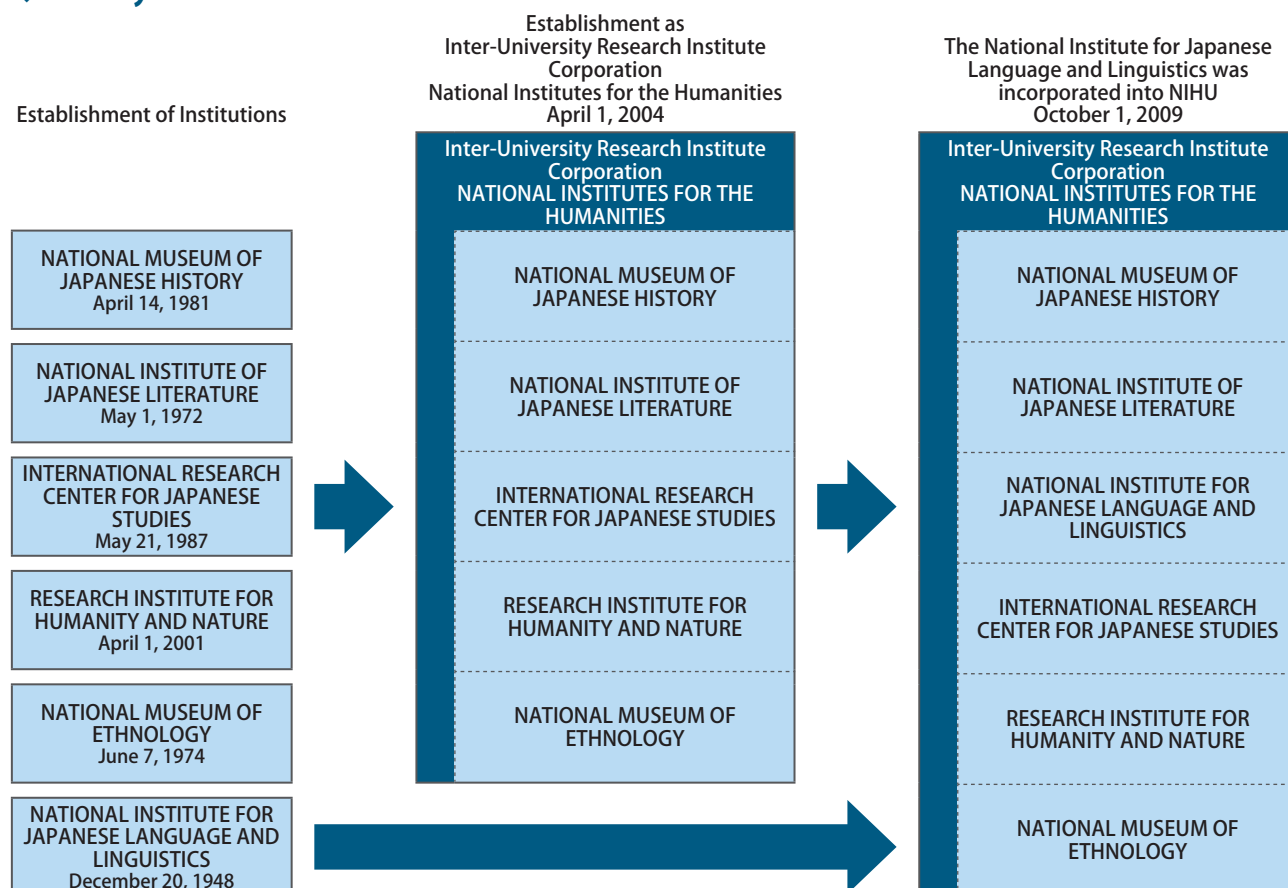 Establishment of Institutions
NATIONAL MUSEUM OF
JAPANESE HISTORY
April 14, 1981
NATIONAL INSTITUTE OF
JAPANESE LITERATURE
May 1, 1972
INTERNATIONAL RESEARCH
CENTER FOR JAPANESE
STUDIES
May 21, 1987
RESEARCH INSTITUTE FOR
HUMANITY AND NATURE
April 1, 2001
NATIONAL MUSEUM OF
ETHNOLOGY
June 7, 1974
NATIONAL INSTITUTE FOR
JAPANESE LANGUAGE AND
LINGUISTICS
December 20, 1948
Establishment as
Inter-University Research Institute
Corporation
National Institutes for the Humanities
April 1, 2004
Inter-University Research Institute
Corporation
NATIONAL INSTITUTES FOR THE
HUMANITIES
NATIONAL MUSEUM OF
JAPANESE HISTORY
NATIONAL INSTITUTE OF
JAPANESE LITERATURE
INTERNATIONAL RESEARCH
CENTER FOR JAPANESE STUDIES
RESEARCH INSTITUTE FOR
HUMANITY AND NATURE
NATIONAL MUSEUM OF
ETHNOLOGY
The National Institute for Japanese
Language and Linguistics was
incorporated into NIHU
October 1, 2009
Inter-University Research Institute
Corporation
NATIONAL INSTITUTES FOR THE
HUMANITIES
NATIONAL MUSEUM OF
JAPANESE HISTORY
NATIONAL INSTITUTE OF
JAPANESE LITERATURE
NATIONAL INSTITUTE FOR
JAPANESE LANGUAGE AND
LINGUISTICS
INTERNATIONAL RESEARCH
CENTER FOR JAPANESE STUDIES
RESEARCH INSTITUTE FOR
HUMANITY AND NATURE
NATIONAL MUSEUM OF
ETHNOLOGY